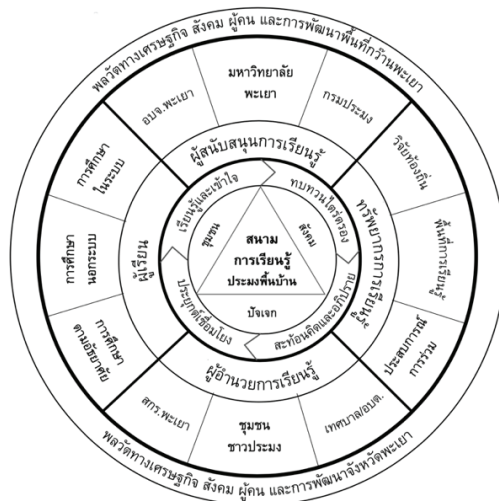 พลวัตทางเศรษฐกิจ สังคม ผู้คน และการพัฒนาพื้นที่กว๊านพะเยา
อบจ.พะเยา
มหาวิทยาลัย
พะเยา
กรมประมง
ผู้สนับสนุนการเรียนรู้
วิจัยท้องถิ่น
พื้นที่การเรียนรู้
ประสบการณ์
การร่วม
ทรัพยากรการเรียนรู้
การศึกษา
ในระบบ
การศึกษา
นอกระบบ
การศึกษา
ตามอัธยาศัย
ผู้เรียน
เรียนรู้และเข้าใจ
ทบทวนไตร่ตรอง
สะท้อนคิดและอภิปราย
ประยุกต์เชื่อมโยง
ชุมชน
สังคม
สนาม
การเรียนรู้
ประมงพื้นบ้าน
ปัจเจก
ผู้อำนวยการเรียนรู้
สกร.พะเยา
ชุมชน
ชาวประมง
เทศบาล/อบต.
พลวัตทางเศรษฐกิจ สังคม ผู้คน และการพัฒนาจังหวัดพะเยา